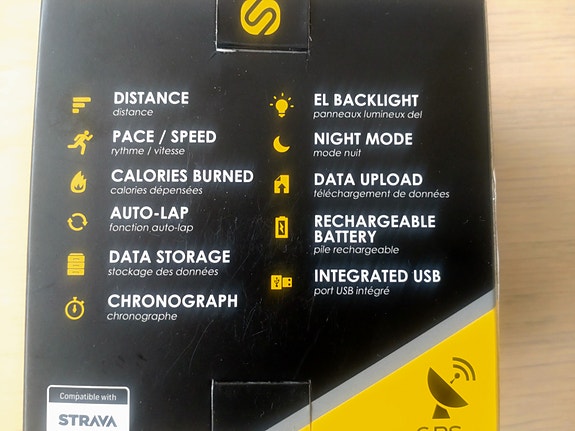 DISTANCE
distance
PACE / SPEED
rythme / vitesse
CALORIES BURNED
calories dépensées
AUTO-LAP
fonction auto-lap
DATA STORAGE
stockage des données
CHRONOGRAPH
chronographe
EL BACKLIGHT
panneaux lumineux del
NIGHT MODE
mode nuit
DATA UPLOAD
téléchargement de données
RECHARGEABLE
BATTERY
pile rechargeable
INTEGRATED USB
port USB intégré
Compatible with
STRAVA
GPS